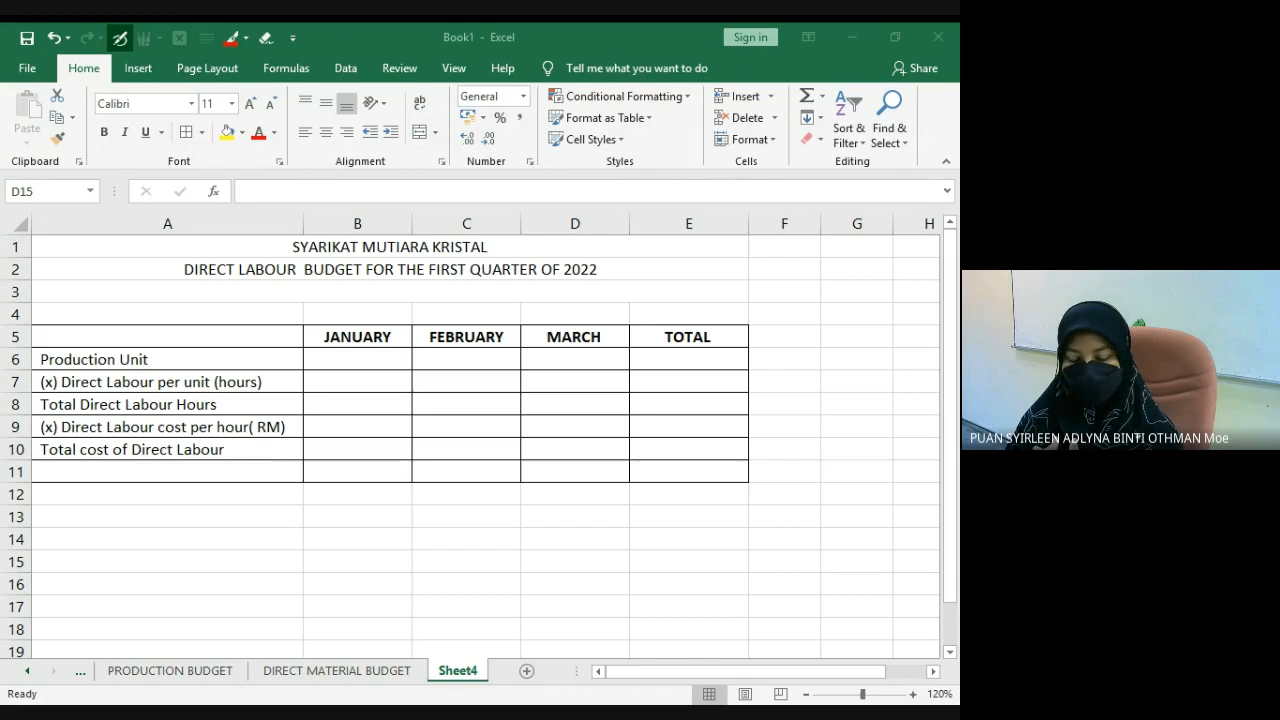 Book1 - Excel
Sign in
File Home Insert Page Layout Formulas Data Review View Help Tell me what you want to do Share
Paste
Calibri 11
B I U
ab
General
% ,
Conditional Formatting
Format as Table
Cell Styles
Insert
Delete
Format
Sort & Filter
Find & Select
Clipboard Font Alignment Number Styles Cells Editing
D15 fx
A B C D E F G H
1 SYARIKAT MUTIARA KRISTAL
2 DIRECT LABOUR  BUDGET FOR THE FIRST QUARTER OF 2022
3
4
5 JANUARY FEBRUARY MARCH TOTAL
6 Production Unit
7 (x) Direct Labour per unit (hours)
8 Total Direct Labour Hours
9 (x) Direct Labour cost per hour( RM)
10 Total cost of Direct Labour
11
12
13
14
15
16
17
18
19
... PRODUCTION BUDGET DIRECT MATERIAL BUDGET Sheet4
Ready 120%
PUAN SYIRLEEN ADLYNA BINTI OTHMAN Moe